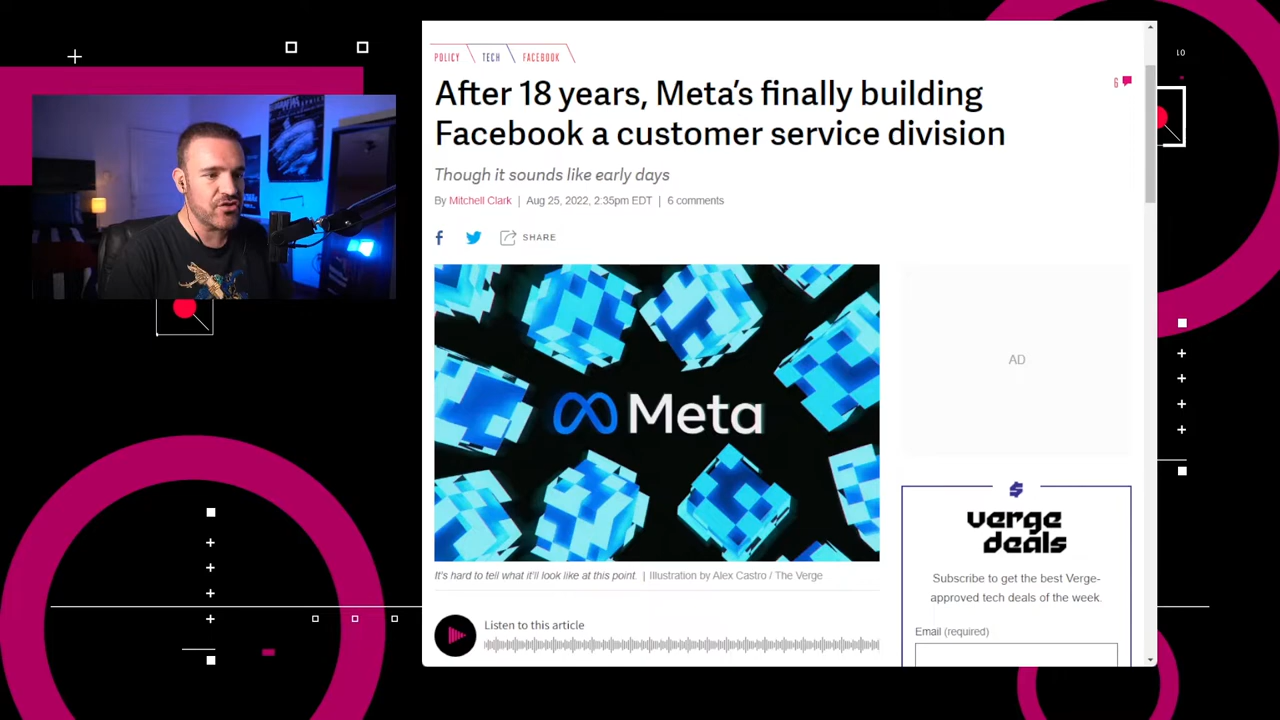 POLICY TECH FACEBOOK
After 18 years, Meta's finally building
Facebook a customer service division
6
Though it sounds like early days
By Mitchell Clark | Aug 25, 2022, 2:35pm EDT | 6 comments
SHARE
Meta
AD
It's hard to tell what it'll look like at this point. | Illustration by Alex Castro / The Verge
Listen to this article
verge
deals
Subscribe to get the best Verge-
approved tech deals of the week.
Email (required)